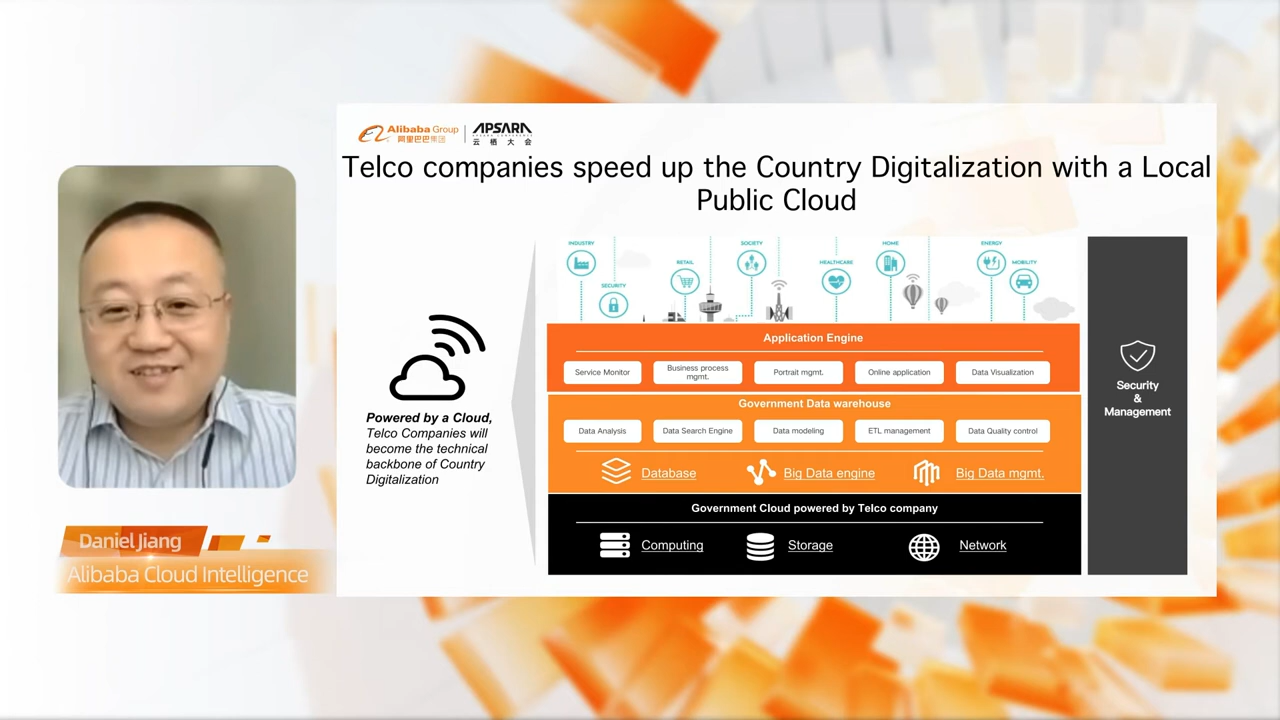 Alibaba Group
阿里巴巴集团
APSARA
APSARA CONFERENCE
云栖大会
Telco companies speed up the Country Digitalization with a Local
Public Cloud
INDUSTRY
SECURITY
RETAIL
SOCIETY
HEALTHCARE
HOME
ENERGY
MOBILITY
Powered by a Cloud,
Telco Companies will
become the technical
backbone of Country
Digitalization
Application Engine
Service Monitor
Business process
mgmt.
Portrait mgmt.
Online application
Data Visualization
Government Data warehouse
Data Analysis
Data Search Engine
Data modeling
ETL management
Data Quality control
Database
Big Data engine
Big Data mgmt.
Government Cloud powered by Telco company
Computing
Storage
Network
Security
&
Management
Daniel Jiang
Alibaba Cloud Intelligence